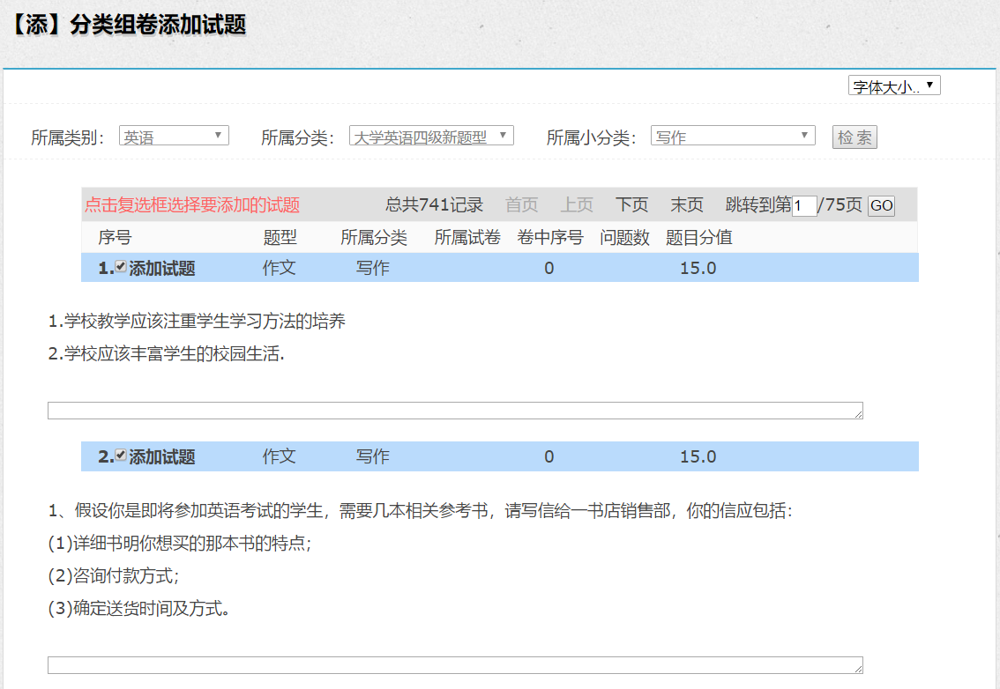 【添】分类组卷添加试题
字体大小..
所属类别： 英语 所属分类： 大学英语四级新题型 所属小分类： 写作 检 索
点击复选框选择要添加的试题 总共741记录 首页 上页 下页 末页 跳转到第1/75页 GO
序号 题型 所属分类 所属试卷 卷中序号 问题数 题目分值
1.添加试题 作文 写作 0 15.0
1.学校教学应该注重学生学习方法的培养
2.学校应该丰富学生的校园生活.
2.添加试题 作文 写作 0 15.0
1、假设你是即将参加英语考试的学生，需要几本相关参考书，请写信给一书店销售部，你的信应包括：
(1)详细书明你想买的那本书的特点；
(2)咨询付款方式；
(3)确定送货时间及方式。